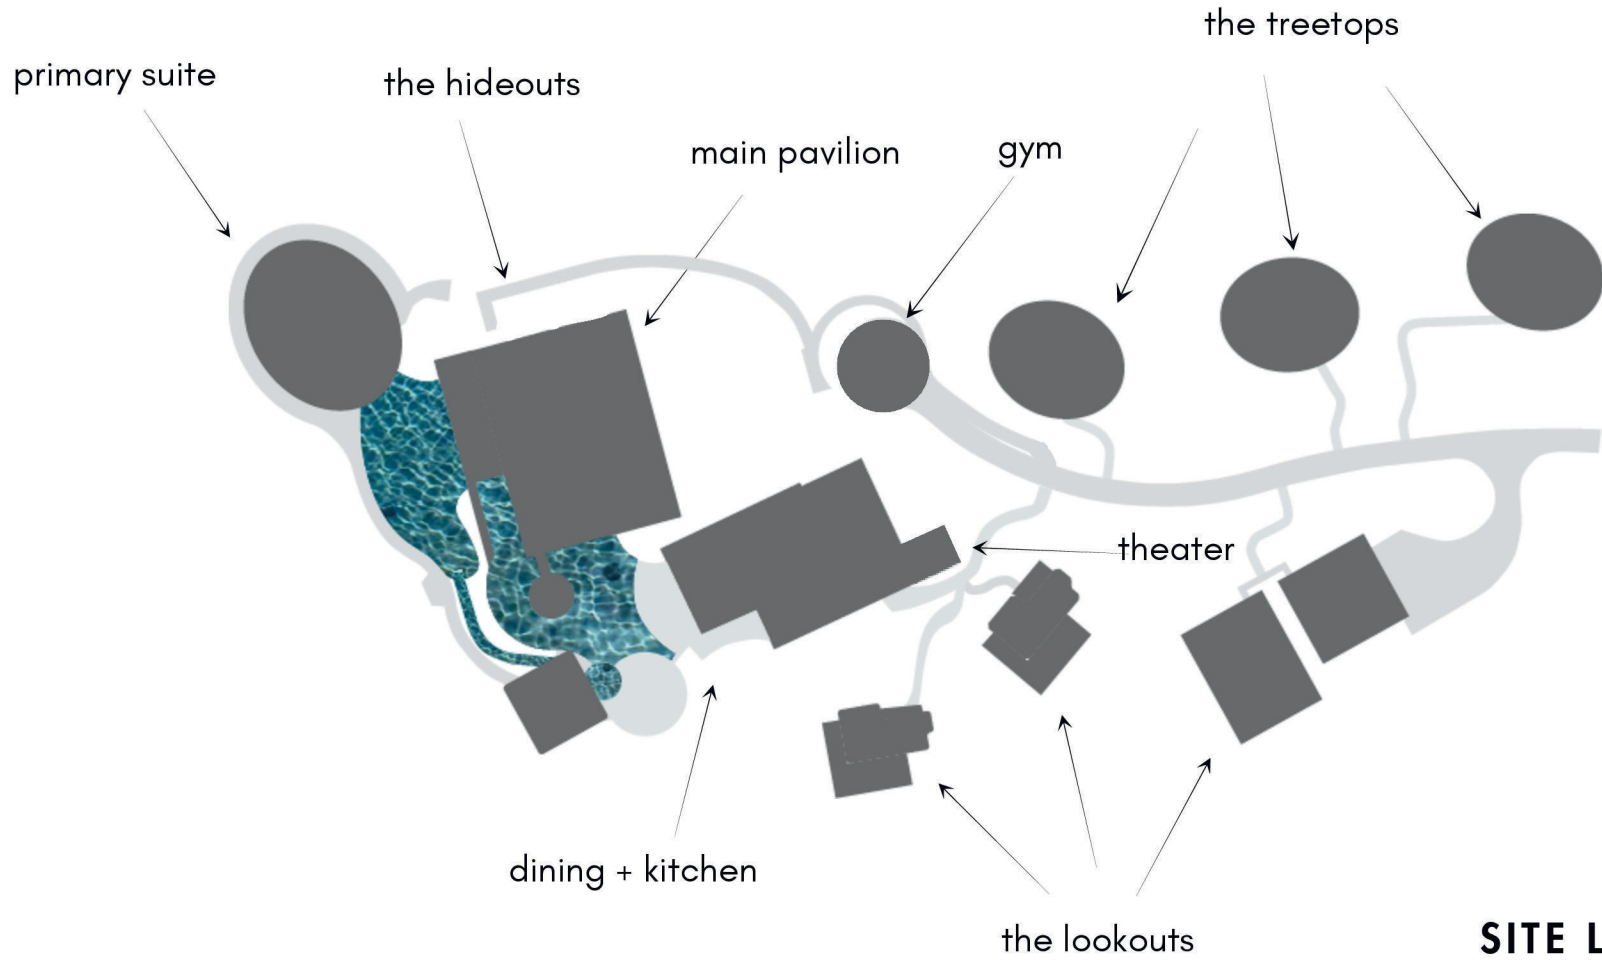 the treetops
primary suite
the hideouts
main pavilion
gym
theater
dining + kitchen
the lookouts
SITE L